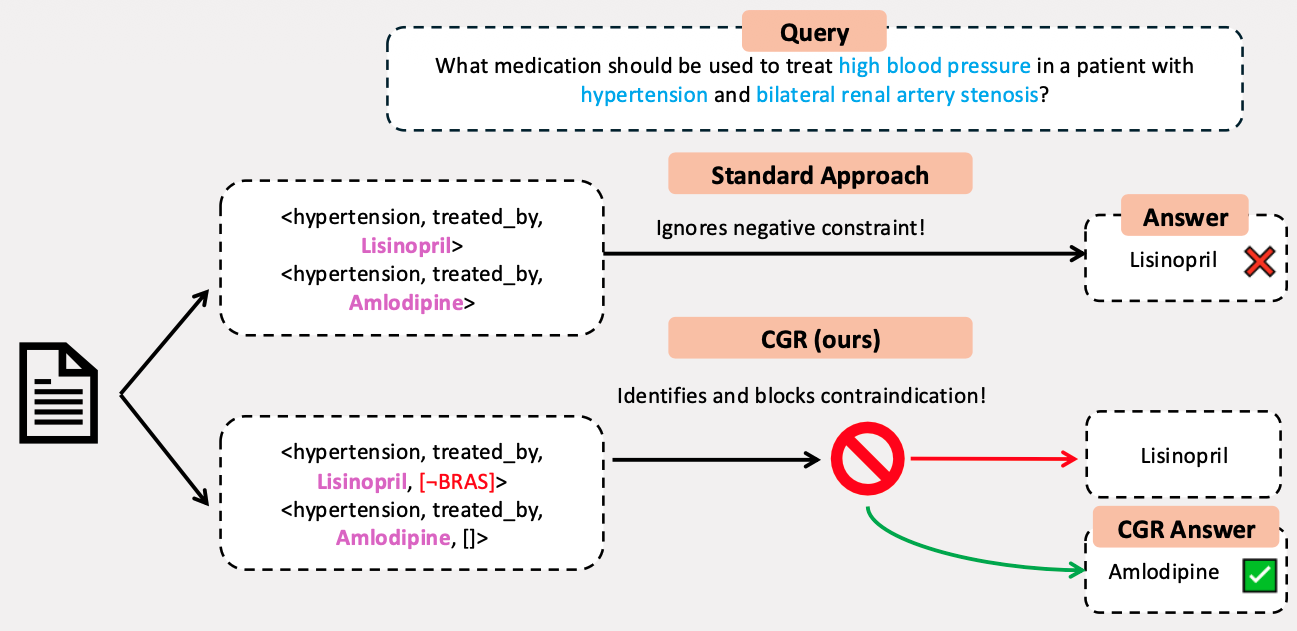 Query
What medication should be used to treat high blood pressure in a patient with
hypertension and bilateral renal artery stenosis?
Standard Approach
<hypertension, treated_by,
Lisinopril>
<hypertension, treated_by,
Amlodipine>
Ignores negative constraint!
Answer
Lisinopril
CGR (ours)
Identifies and blocks contraindication!
<hypertension, treated_by,
Lisinopril, [¬BRAS]>
<hypertension, treated_by,
Amlodipine, []>
Lisinopril
CGR Answer
Amlodipine